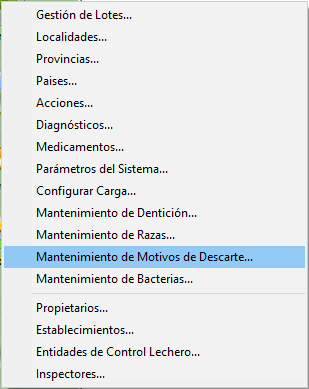 Gestión de Lotes...
Localidades...
Provincias...
Paises...
Acciones...
Diagnósticos...
Medicamentos...
Parámetros del Sistema...
Configurar Carga...
Mantenimiento de Dentición...
Mantenimiento de Razas...
Mantenimiento de Motivos de Descarte...
Mantenimiento de Bacterias...
Propietarios...
Establecimientos...
Entidades de Control Lechero...
Inspectores...